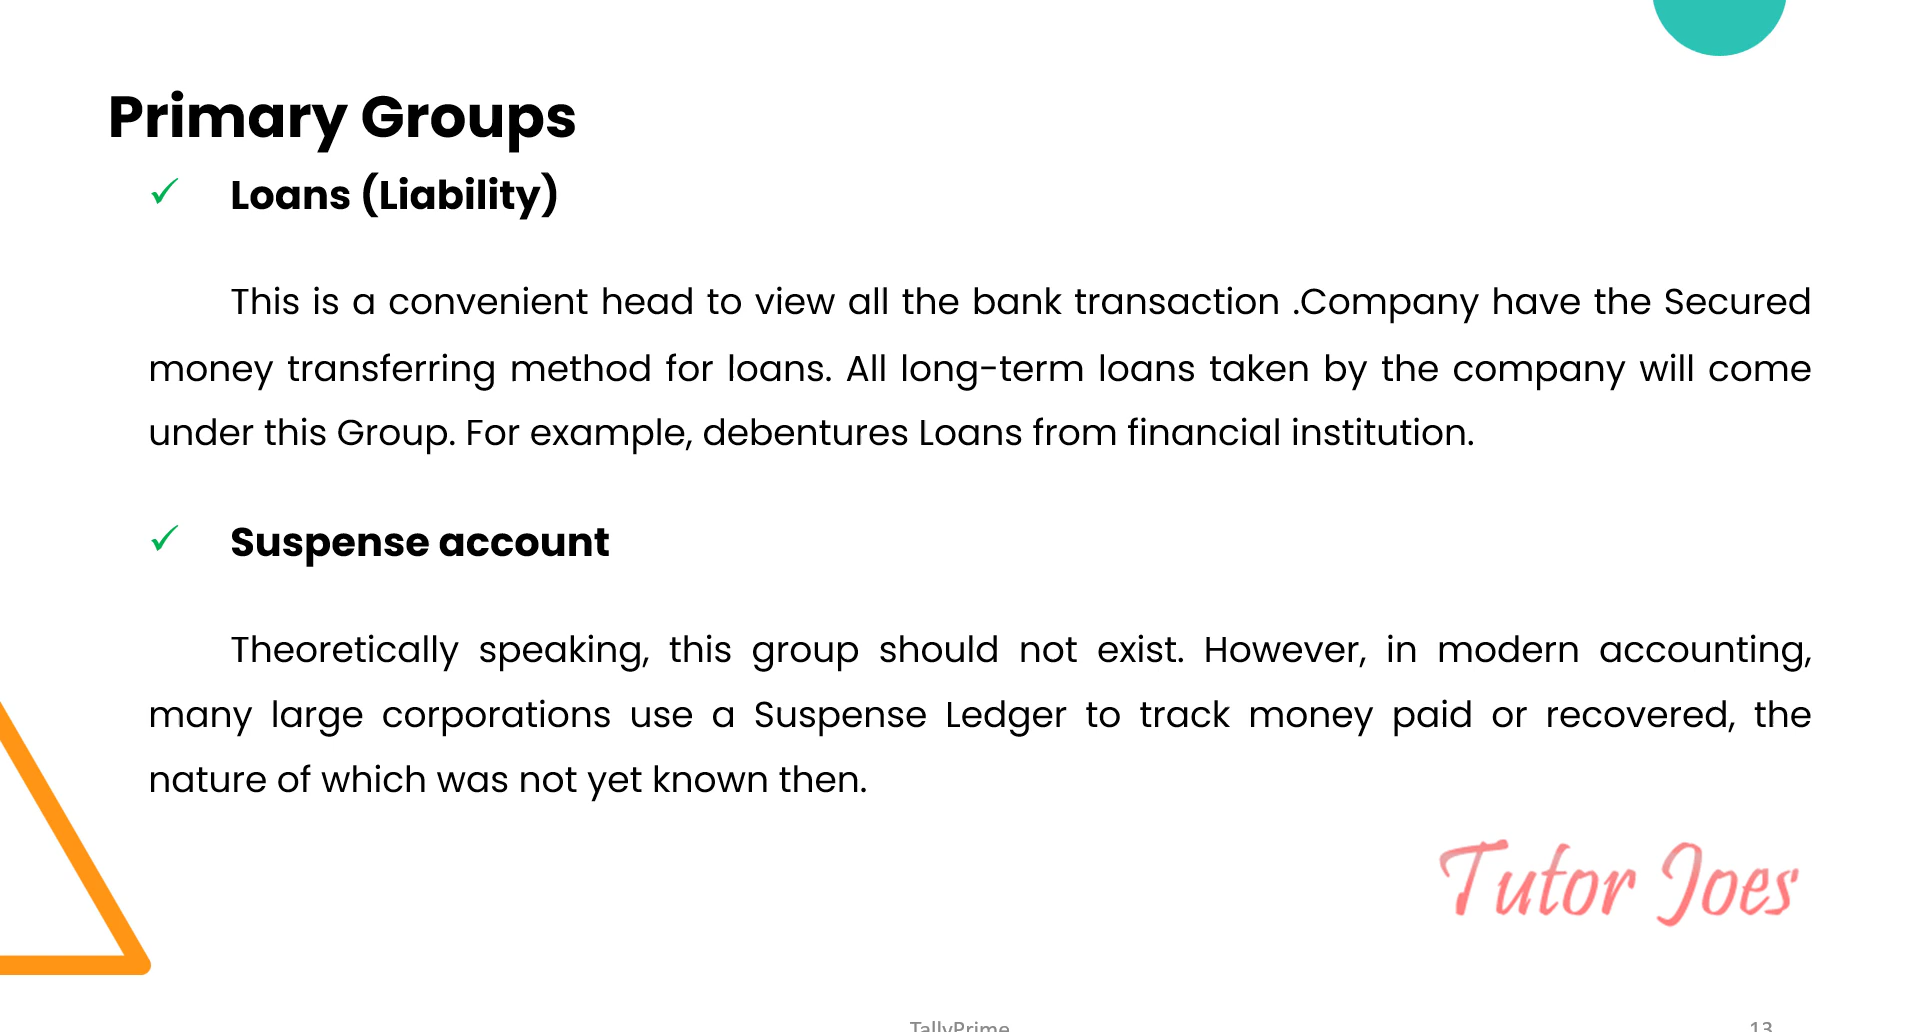 Primary Groups
✓ Loans (Liability)
This is a convenient head to view all the bank transaction .Company have the Secured
money transferring method for loans. All long-term loans taken by the company will come
under this Group. For example, debentures Loans from financial institution.
✓ Suspense account
Theoretically speaking, this group should not exist. However, in modern accounting,
many large corporations use a Suspense Ledger to track money paid or recovered, the
nature of which was not yet known then.
Tutor Joes
TallyPrime
13